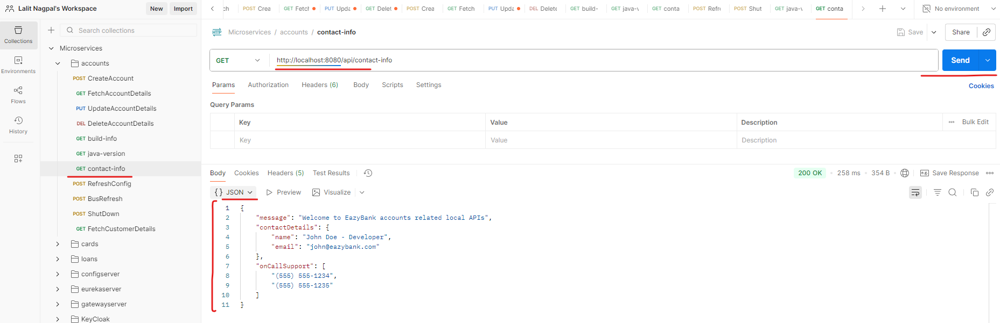 Lalit Nagpal's Workspace
New
Import
POST Crea
GET Fetch
PUT Upda
GET Delet
POST Crea
GET Fetch
PUT Upda
DEL Delete
GET build-
GET java-v
GET conta
POST Refre
POST Shut
GET java-v
GET conta
No environment
Collections
Environments
Flows
History
Search collections
Microservices
accounts
POST CreateAccount
GET FetchAccountDetails
PUT UpdateAccountDetails
DEL DeleteAccountDetails
GET build-info
GET java-version
GET contact-info
POST RefreshConfig
POST BusRefresh
POST ShutDown
GET FetchCustomerDetails
cards
loans
configserver
eurekaserver
gatewayserver
KeyCloak
HTTP Microservices / accounts / contact-info
Save
Share
GET
http://localhost:8080/api/contact-info
Send
Params
Authorization
Headers (6)
Body
Scripts
Settings
Cookies
Query Params
Key
Value
Description
Bulk Edit
Key
Value
Description
Body
Cookies
Headers (5)
Test Results
200 OK
258 ms
354 B
e.g. Save Response
{} JSON
Preview
Visualize
1 {
2 "message": "Welcome to EazyBank accounts related local APIs",
3 "contactDetails": {
4 "name": "John Doe - Developer",
5 "email": "john@eazybank.com"
6 },
7 "onCallSupport": [
8 "(555) 555-1234",
9 "(555) 555-1235"
10 ]
11 }